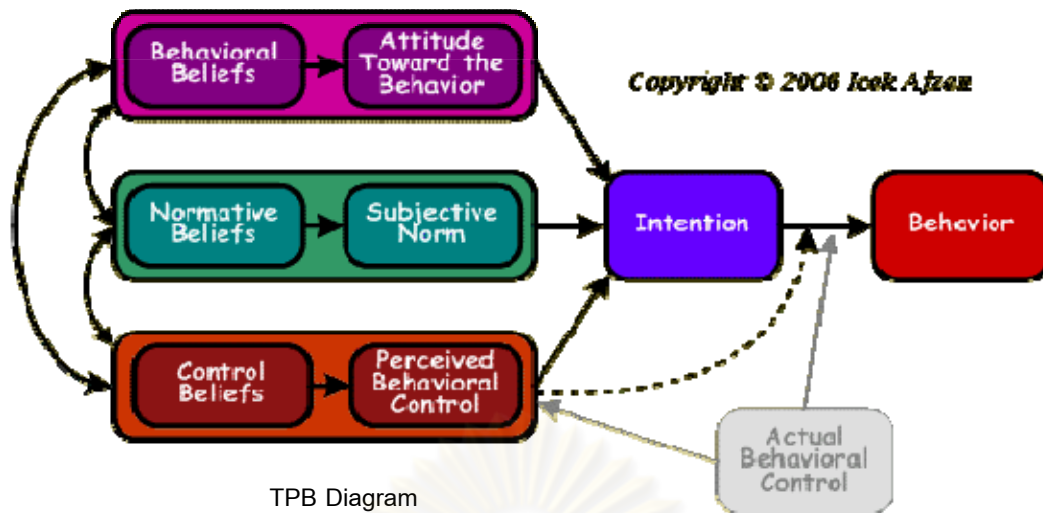 Behavioral
Beliefs
Attitude
Toward the
Behavior
Copyright © 2006 Icek Ajzen
Normative
Beliefs
Subjective
Norm
Intention
Behavior
Control
Beliefs
Perceived
Behavioral
Control
Actual
Behavioral
Control
TPB Diagram